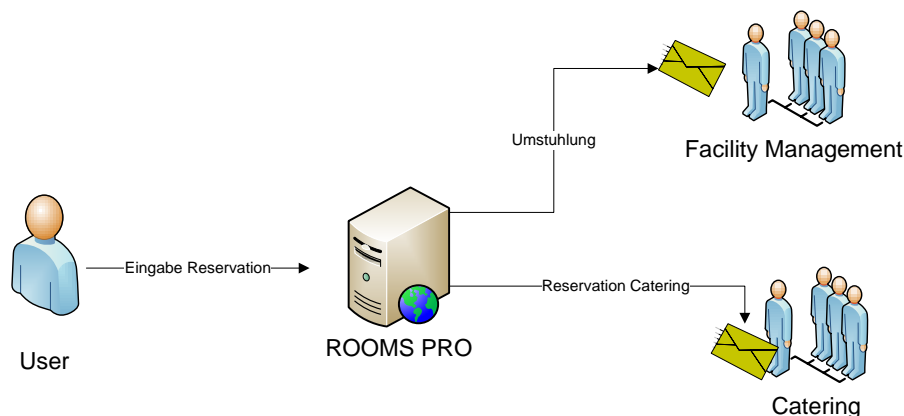 Umstuhlung
Facility Management
Eingabe Reservation
Reservation Catering
User
ROOMS PRO
Catering